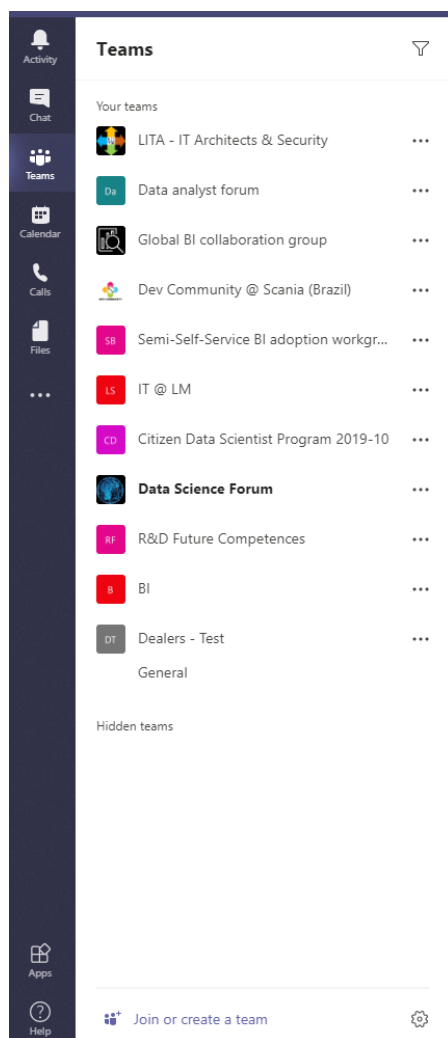 Activity
Chat
Teams
Calendar
Calls
Files
Apps
Help
Teams
Your teams
LITA - IT Architects & Security
Da
Data analyst forum
Global BI collaboration group
Dev Community @ Scania (Brazil)
SB
Semi-Self-Service BI adoption workgr...
LS
IT @ LM
CD
Citizen Data Scientist Program 2019-10
Data Science Forum
RF
R&D Future Competences
B
BI
DT
Dealers - Test
General
Hidden teams
Join or create a team